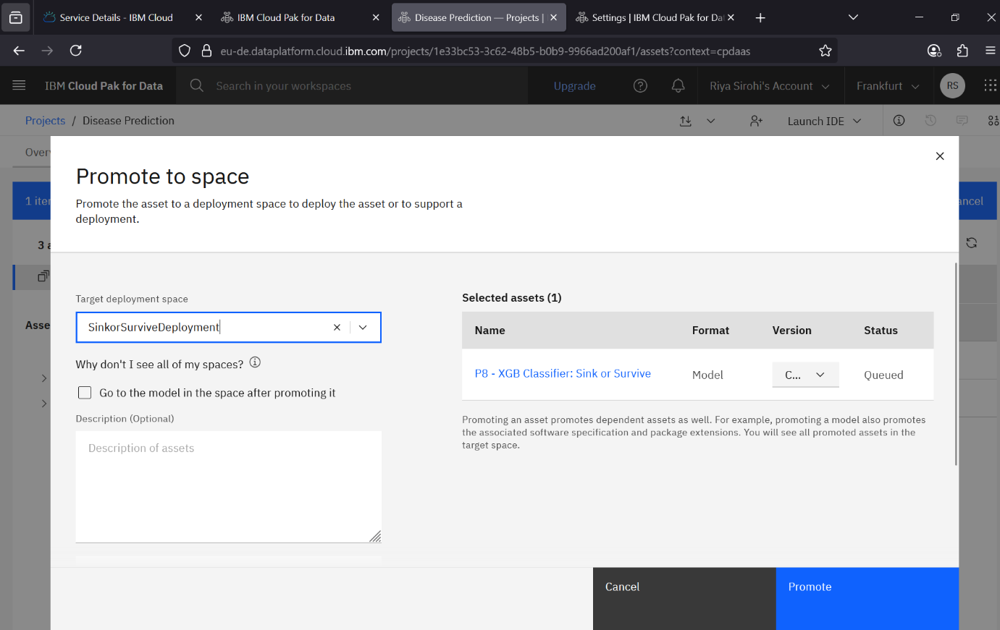 Service Details - IBM Cloud
IBM Cloud Pak for Data
Disease Prediction — Projects |
Settings | IBM Cloud Pak for Da
eu-de.dataplatform.cloud.ibm.com/projects/1e33bc53-3c62-48b5-b0b9-9966ad200af1/assets?context=cpdaas
IBM Cloud Pak for Data
Search in your workspaces
Upgrade
Riya Sirohi's Account
Frankfurt
RS
Projects / Disease Prediction
Launch IDE
Overv
Promote to space
Promote the asset to a deployment space to deploy the asset or to support a
deployment.
1 iter
ancel
3 a
Asse
Target deployment space
SinkorSurviveDeployment
Why don't I see all of my spaces?
Go to the model in the space after promoting it
Description (Optional)
Description of assets
Selected assets (1)
Name Format Version Status
P8 - XGB Classifier: Sink or Survive Model C... Queued
Promoting an asset promotes dependent assets as well. For example, promoting a model also promotes
the associated software specification and package extensions. You will see all promoted assets in the
target space.
Cancel
Promote